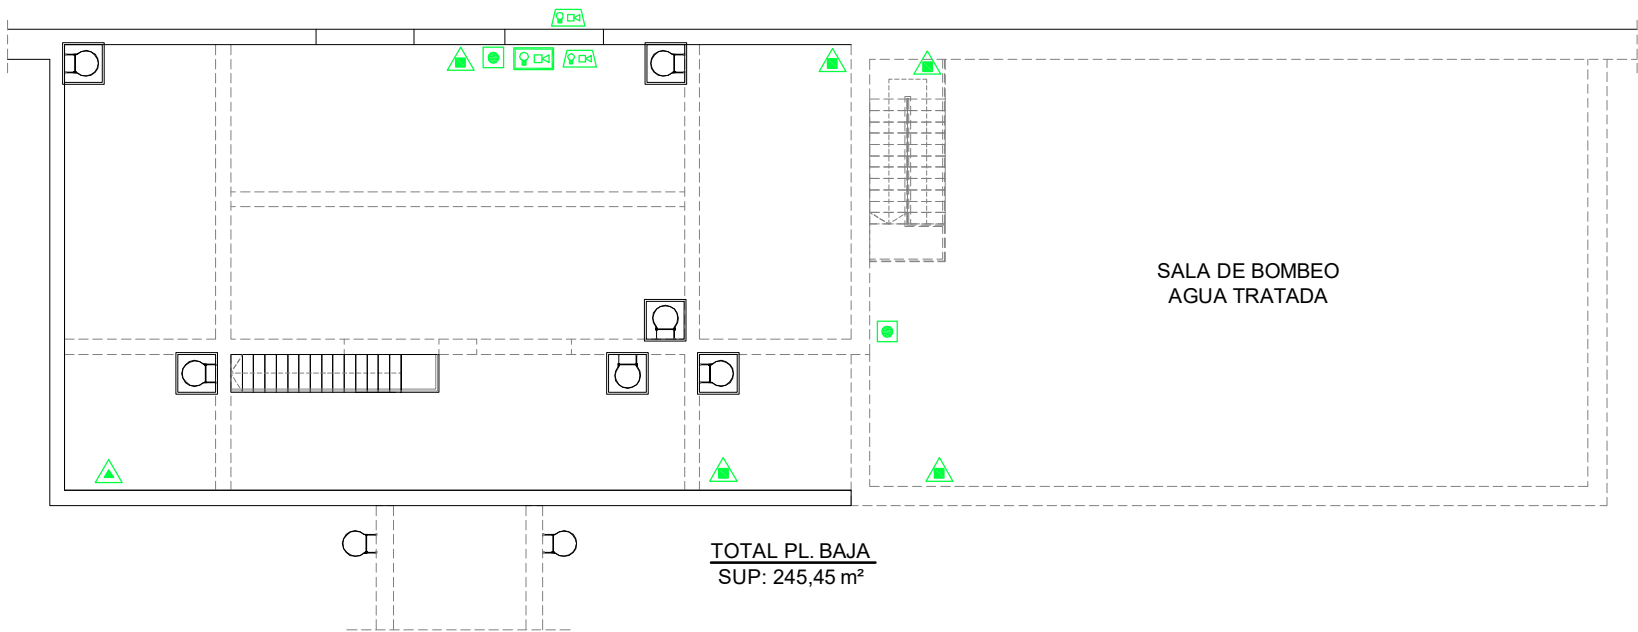 SALA DE BOMBEO
AGUA TRATADA
TOTAL PL. BAJA
SUP: 245,45 m²